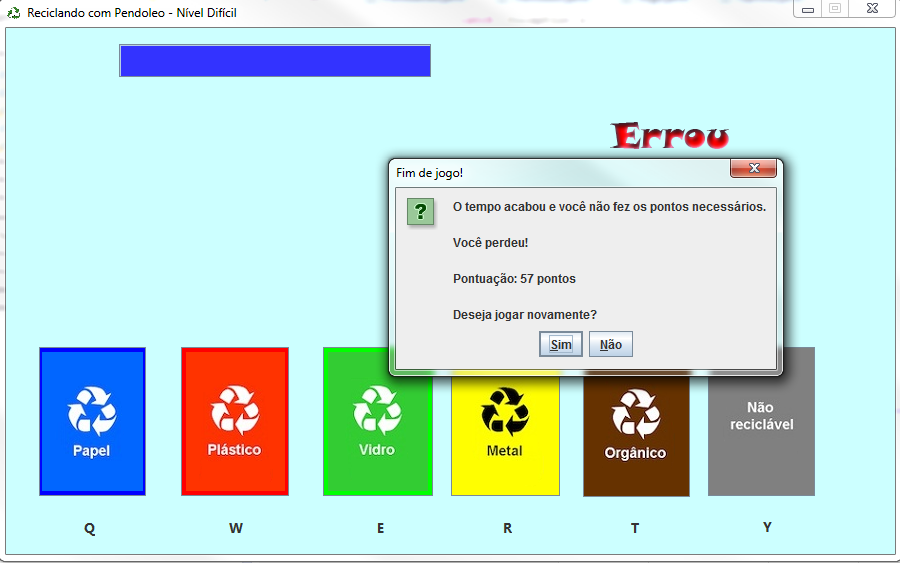 Reciclando com Pendoleo - Nível Difícil
Errou
Fim de jogo!
?
O tempo acabou e você não fez os pontos necessários.
Você perdeu!
Pontuação: 57 pontos
Deseja jogar novamente?
Sim Não
Papel
Plástico
Vidro
Metal
Orgânico
Não
reciclável
Q W E R T Y